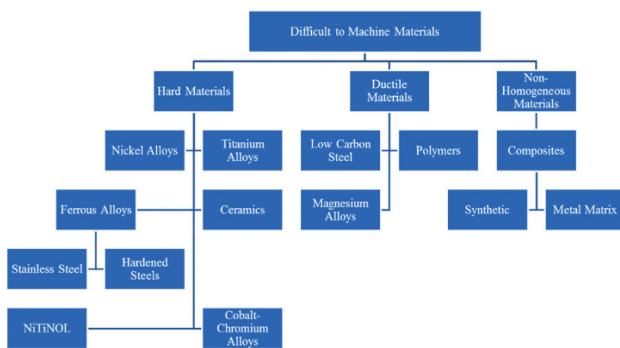 Difficult to Machine Materials
Hard Materials
Ductile
Materials
Non-
Homogeneous
Materials
Nickel Alloys
Titanium
Alloys
Low Carbon
Steel
Polymers
Composites
Ferrous Alloys
Ceramics
Magnesium
Alloys
Synthetic
Metal Matrix
Stainless Steel
Hardened
Steels
NiTiNOL
Cobalt-
Chromium
Alloys